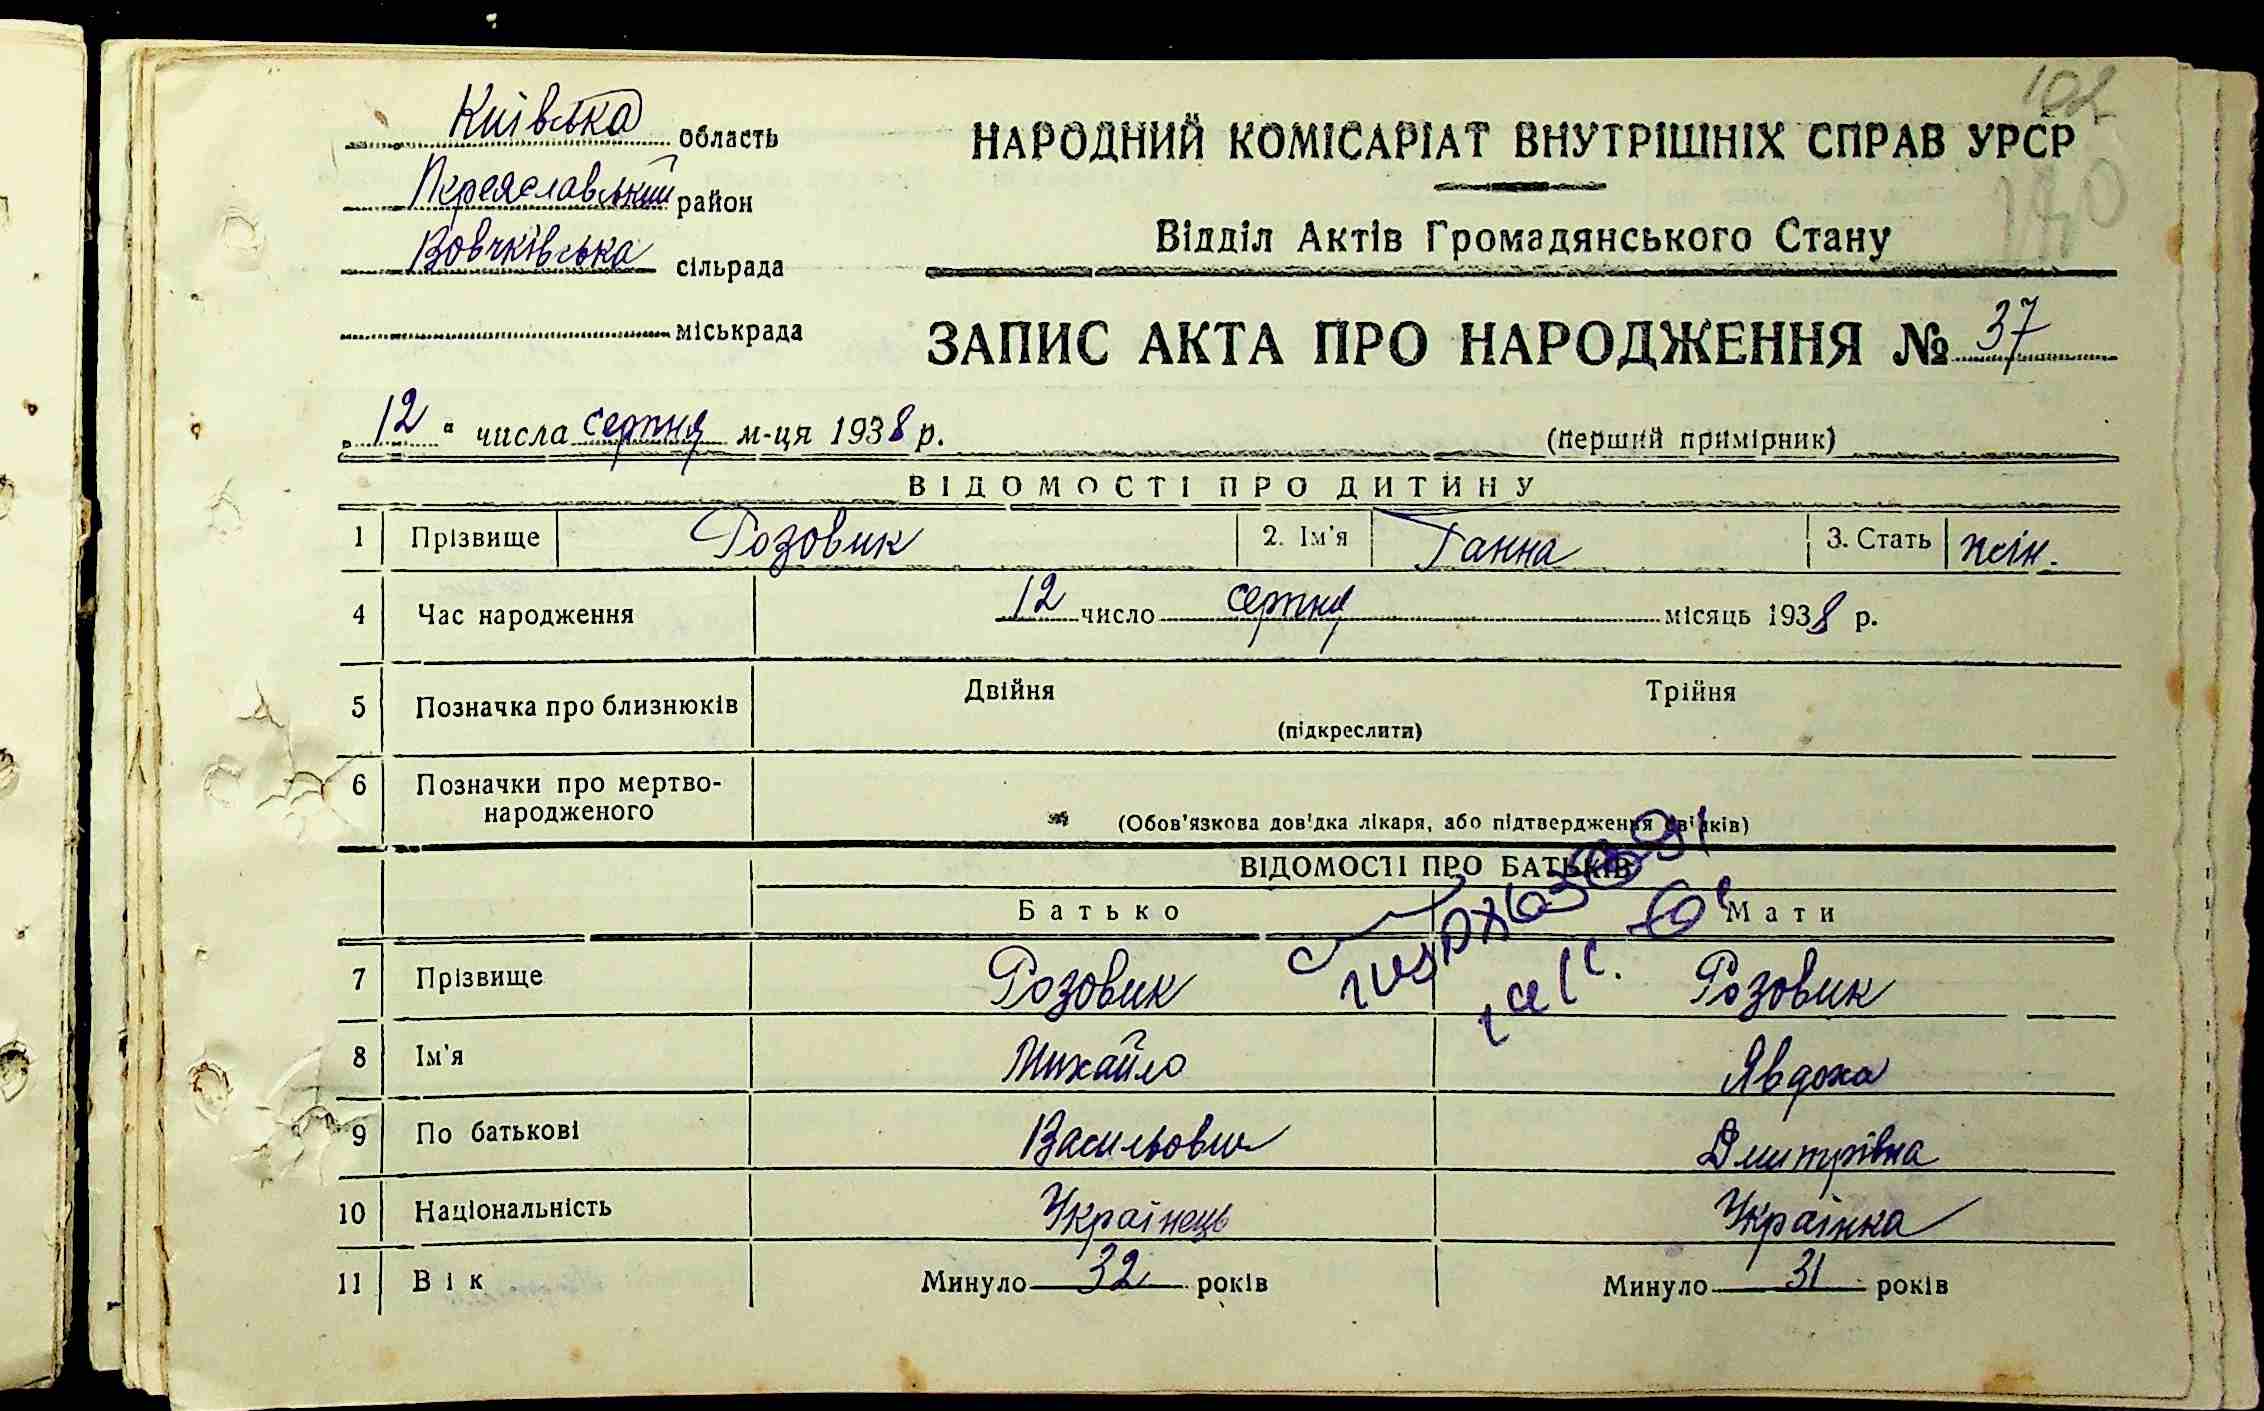 Київська область
Переяславський район
Вовчківська сільрада
міськрада
102
140
НАРОДНИЙ КОМІСАРІАТ ВНУТРІШНІХ СПРАВ УРСР
Відділ Актів Громадянського Стану
ЗАПИС АКТА ПРО НАРОДЖЕННЯ № 37
„12“ числа серпня м-ця 1938 р.
(перший примірник)
ВІДОМОСТІ ПРО ДИТИНУ
1 Прізвище Розовик 2. Ім'я Ганна 3. Стать жін.
4 Час народження 12 число серпня місяць 1938 р.
5 Позначка про близнюків Двійня Трійня
(підкреслити)
6 Позначки про мертво-
народженого
(Обов'язкова довідка лікаря, або підтвердження свідків)
ВІДОМОСТІ ПРО БАТЬКІВ
Батько Мати
7 Прізвище Розовик Розовик
8 Ім'я Михайло Явдоха
9 По батькові Васильович Дмитрівна
10 Національність Українець Українка
11 Вік Минуло 32 років Минуло 31 років